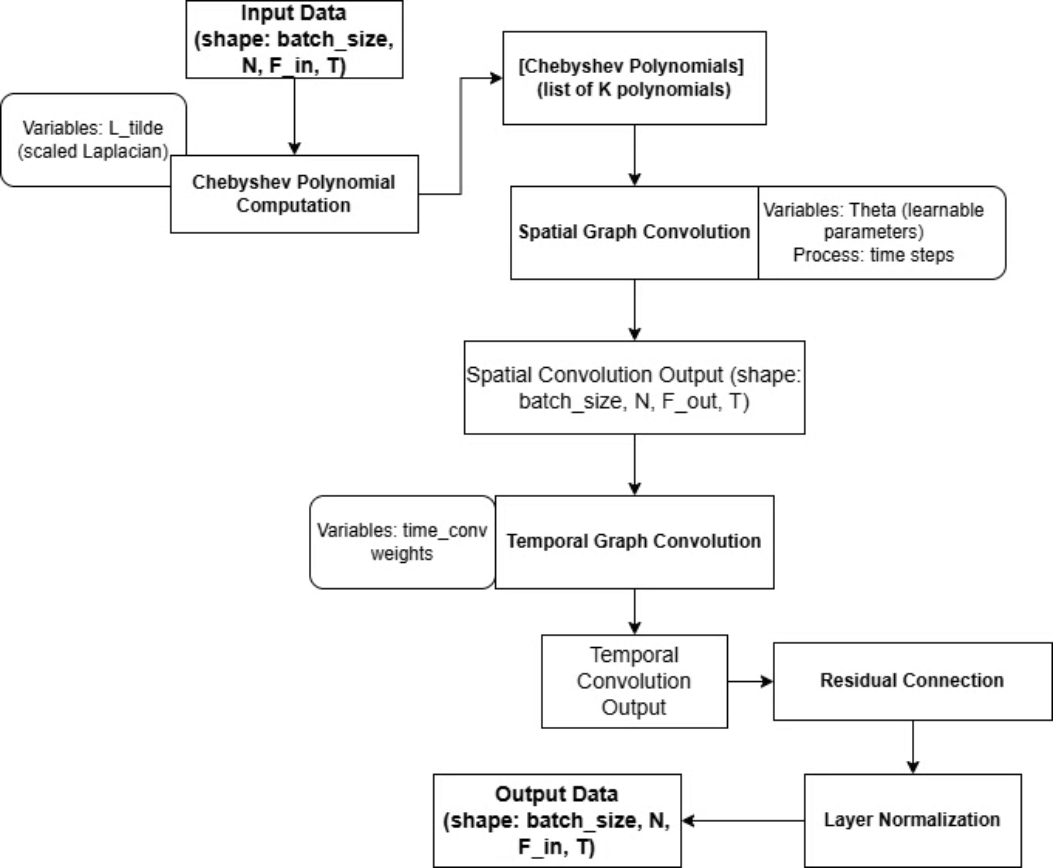 Input Data
(shape: batch_size,
N, F_in, T)
[Chebyshev Polynomials]
(list of K polynomials)
Variables: L_tilde
(scaled Laplacian)
Chebyshev Polynomial
Computation
Spatial Graph Convolution
Variables: Theta (learnable
parameters)
Process: time steps
Spatial Convolution Output (shape:
batch_size, N, F_out, T)
Variables: time_conv
weights
Temporal Graph Convolution
Temporal
Convolution
Output
Residual Connection
Output Data
(shape: batch_size, N,
F_in, T)
Layer Normalization